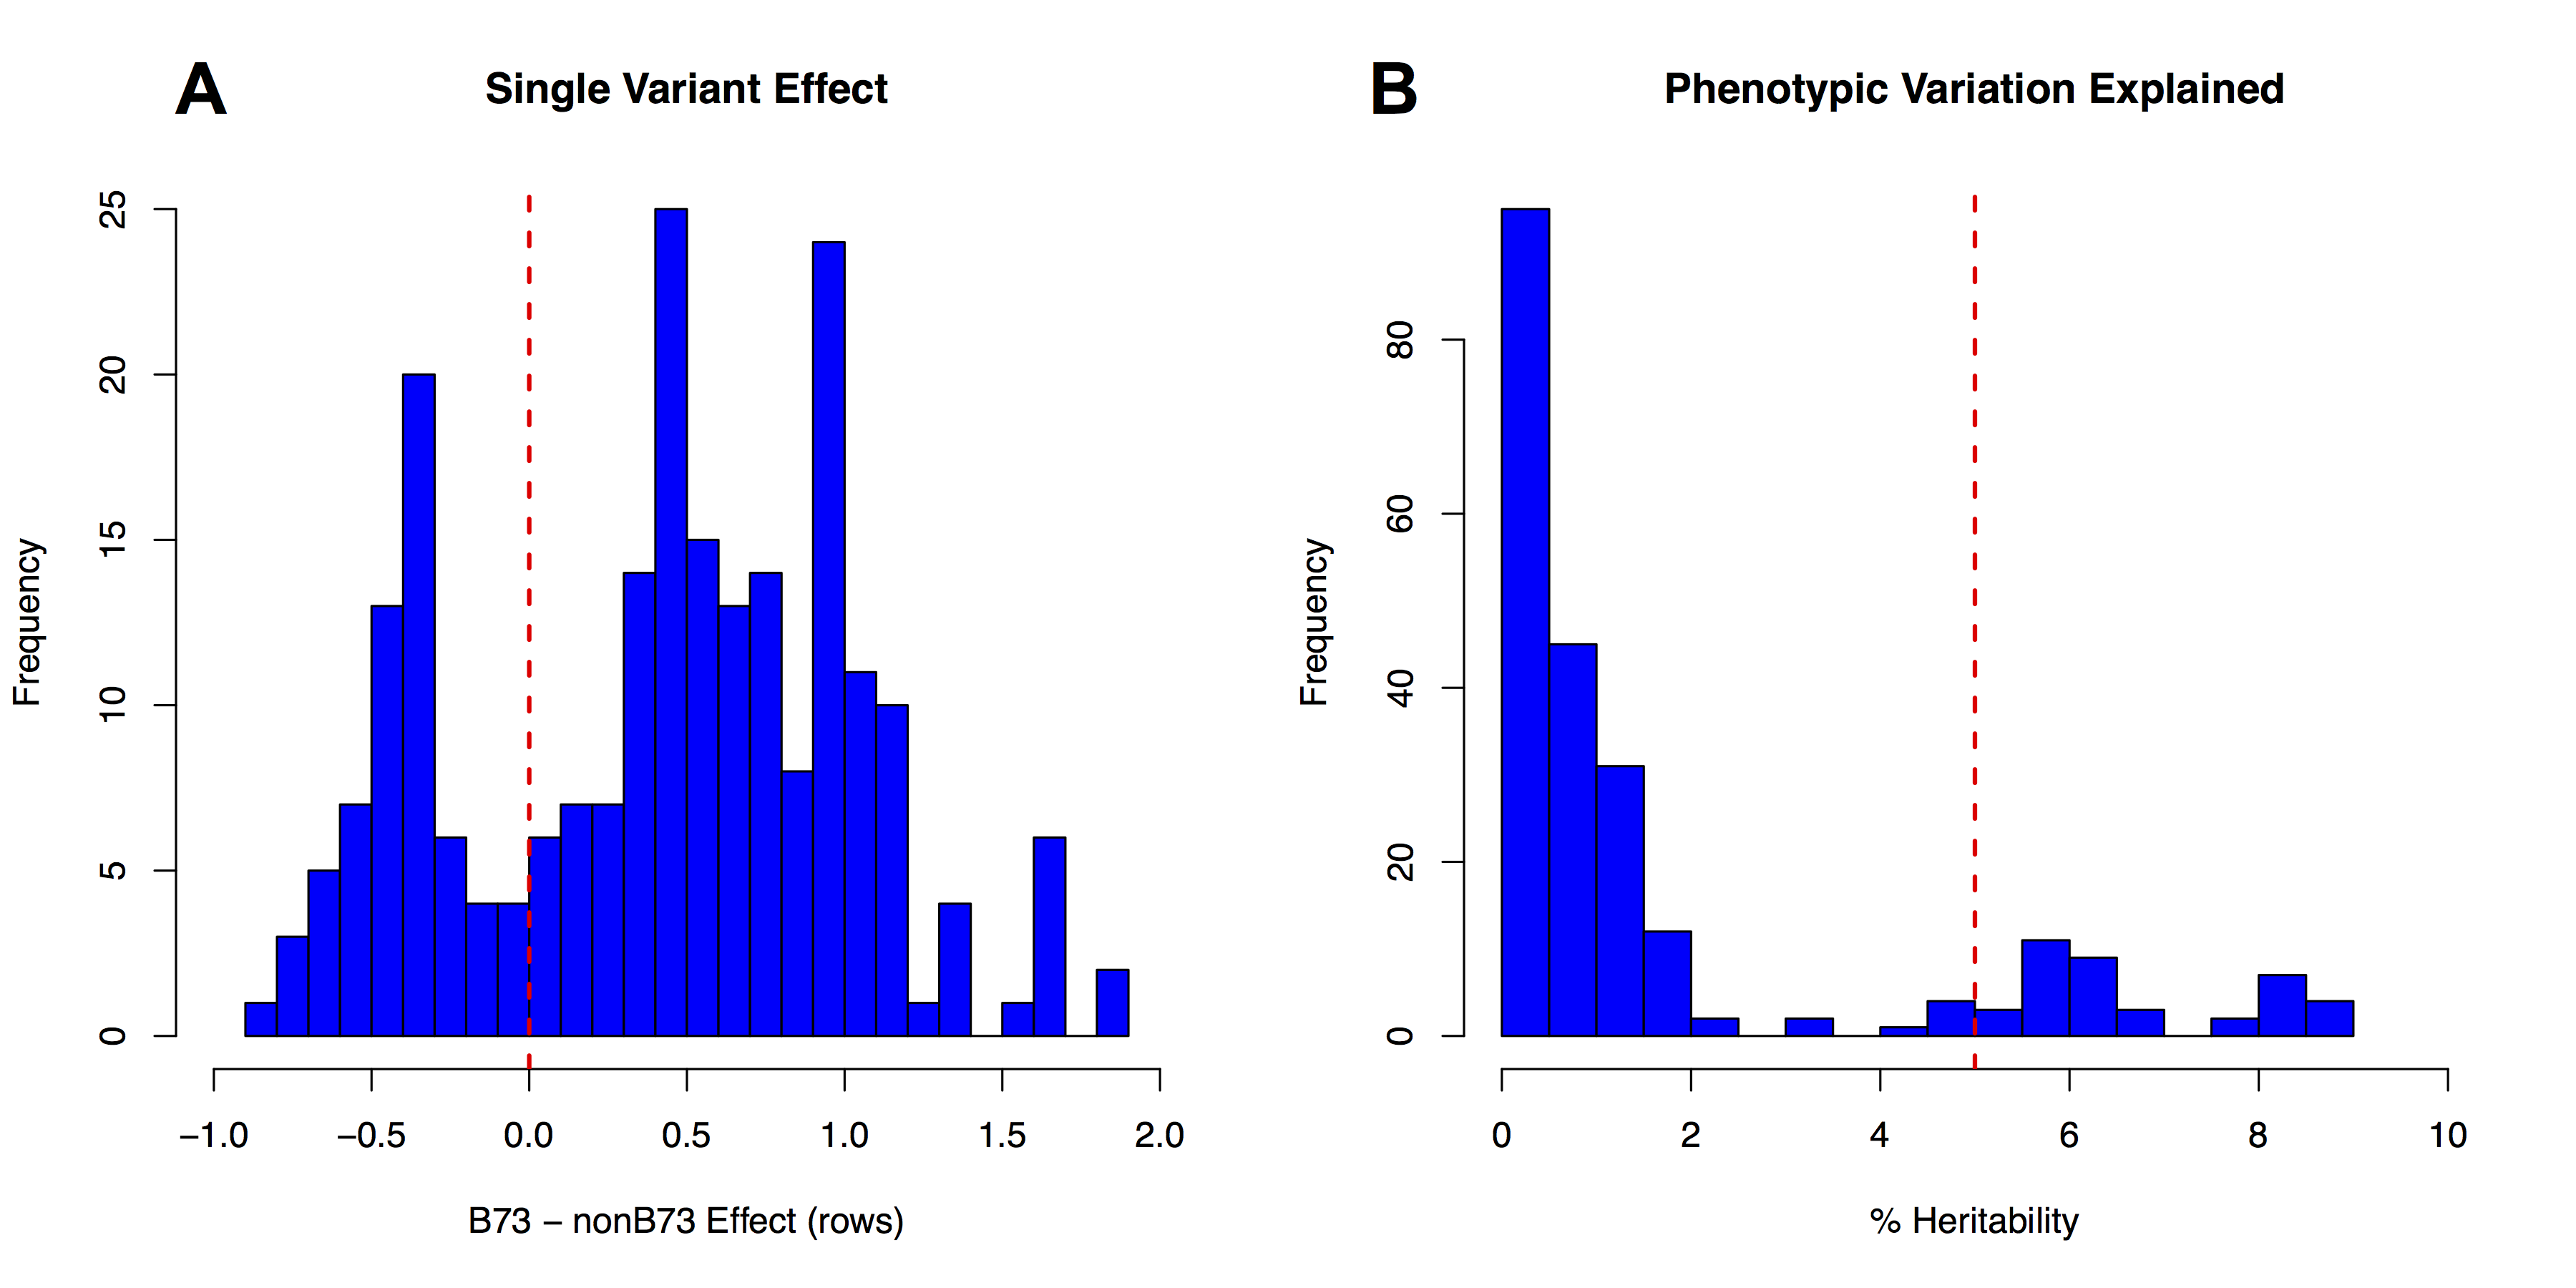 A
Single Variant Effect
Frequency
25
20
15
10
5
0
−1.0 −0.5 0.0 0.5 1.0 1.5 2.0
B73 − nonB73 Effect (rows)
B
Phenotypic Variation Explained
Frequency
80
60
40
20
0
0 2 4 6 8 10
% Heritability